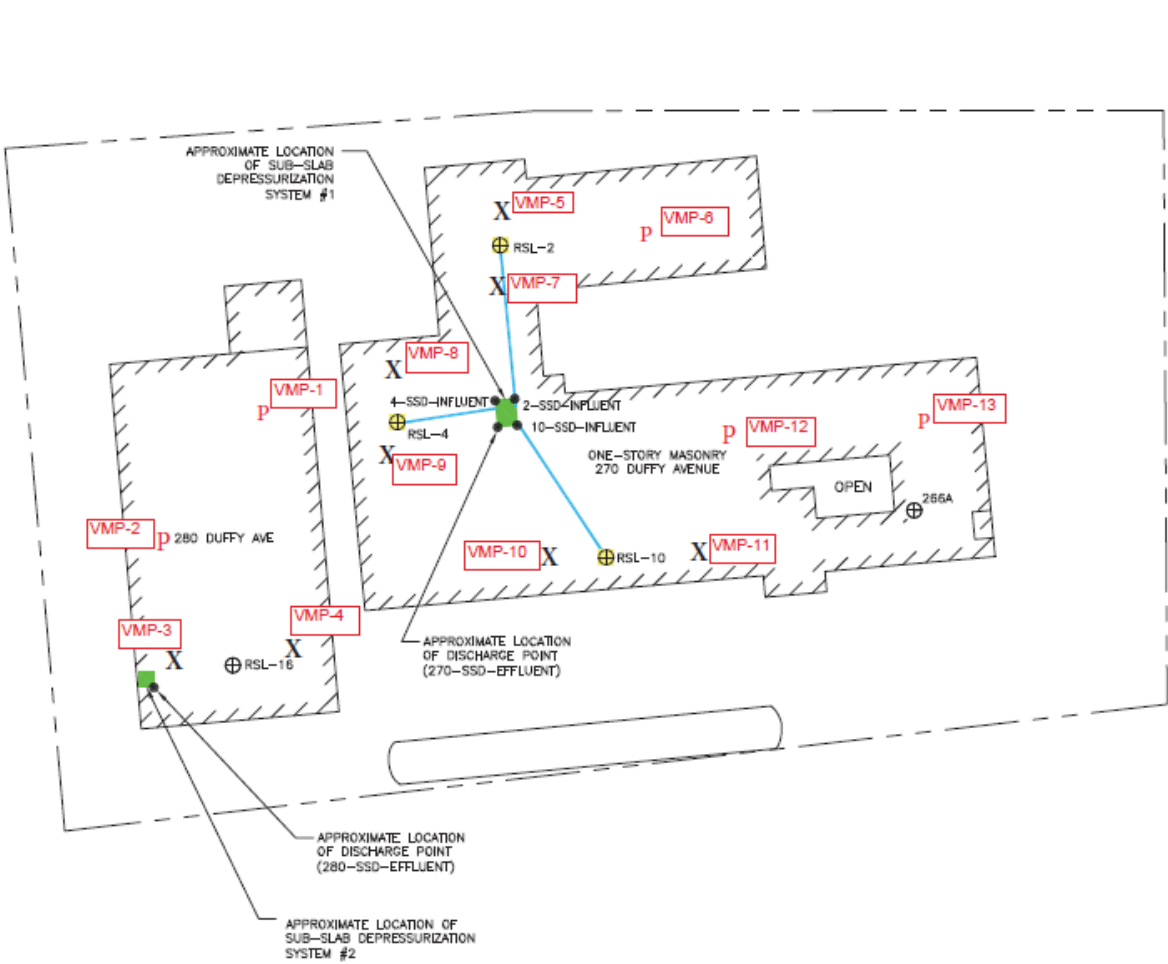 APPROXIMATE LOCATION
OF SUB-SLAB
DEPRESSURIZATION
SYSTEM #1
VMP-5
X
VMP-6
P
RSL-2
X
VMP-7
VMP-8
X
VMP-1
P
4-SSD-INFLUENT
2-SSD-INFLUENT
RSL-4
10-SSD-INFLUENT
VMP-13
P
VMP-12
P
X
VMP-9
ONE-STORY MASONRY
270 DUFFY AVENUE
OPEN
266A
VMP-2
P
280 DUFFY AVE
VMP-10
X
RSL-10
X
VMP-11
VMP-3
X
VMP-4
X
RSL-16
APPROXIMATE LOCATION
OF DISCHARGE POINT
(270-SSD-EFFLUENT)
APPROXIMATE LOCATION
OF DISCHARGE POINT
(280-SSD-EFFLUENT)
APPROXIMATE LOCATION OF
SUB-SLAB DEPRESSURIZATION
SYSTEM #2